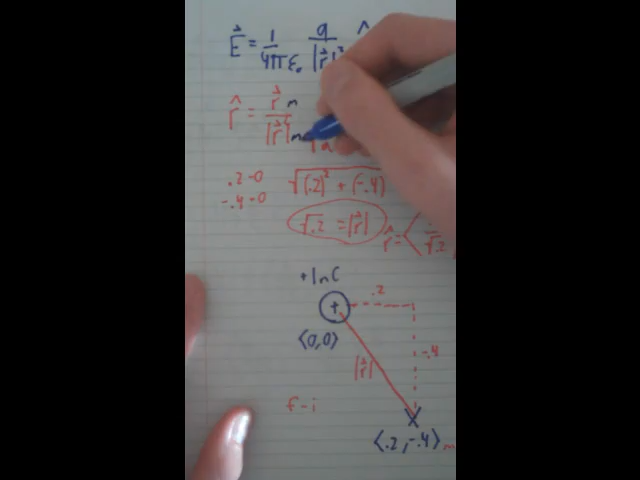 E⃗ = 1/4πε₀ q/|r⃗|²
r̂ = r⃗/|r⃗| m
.2-0
-.4-0
√(.2)² + (-.4)
√.2 = |r⃗|
r̂ = ⟨ √.2
+1nC
.2
+
⟨0,0⟩
-.4
|r⃗|
f-i
⟨.2,-.4⟩m